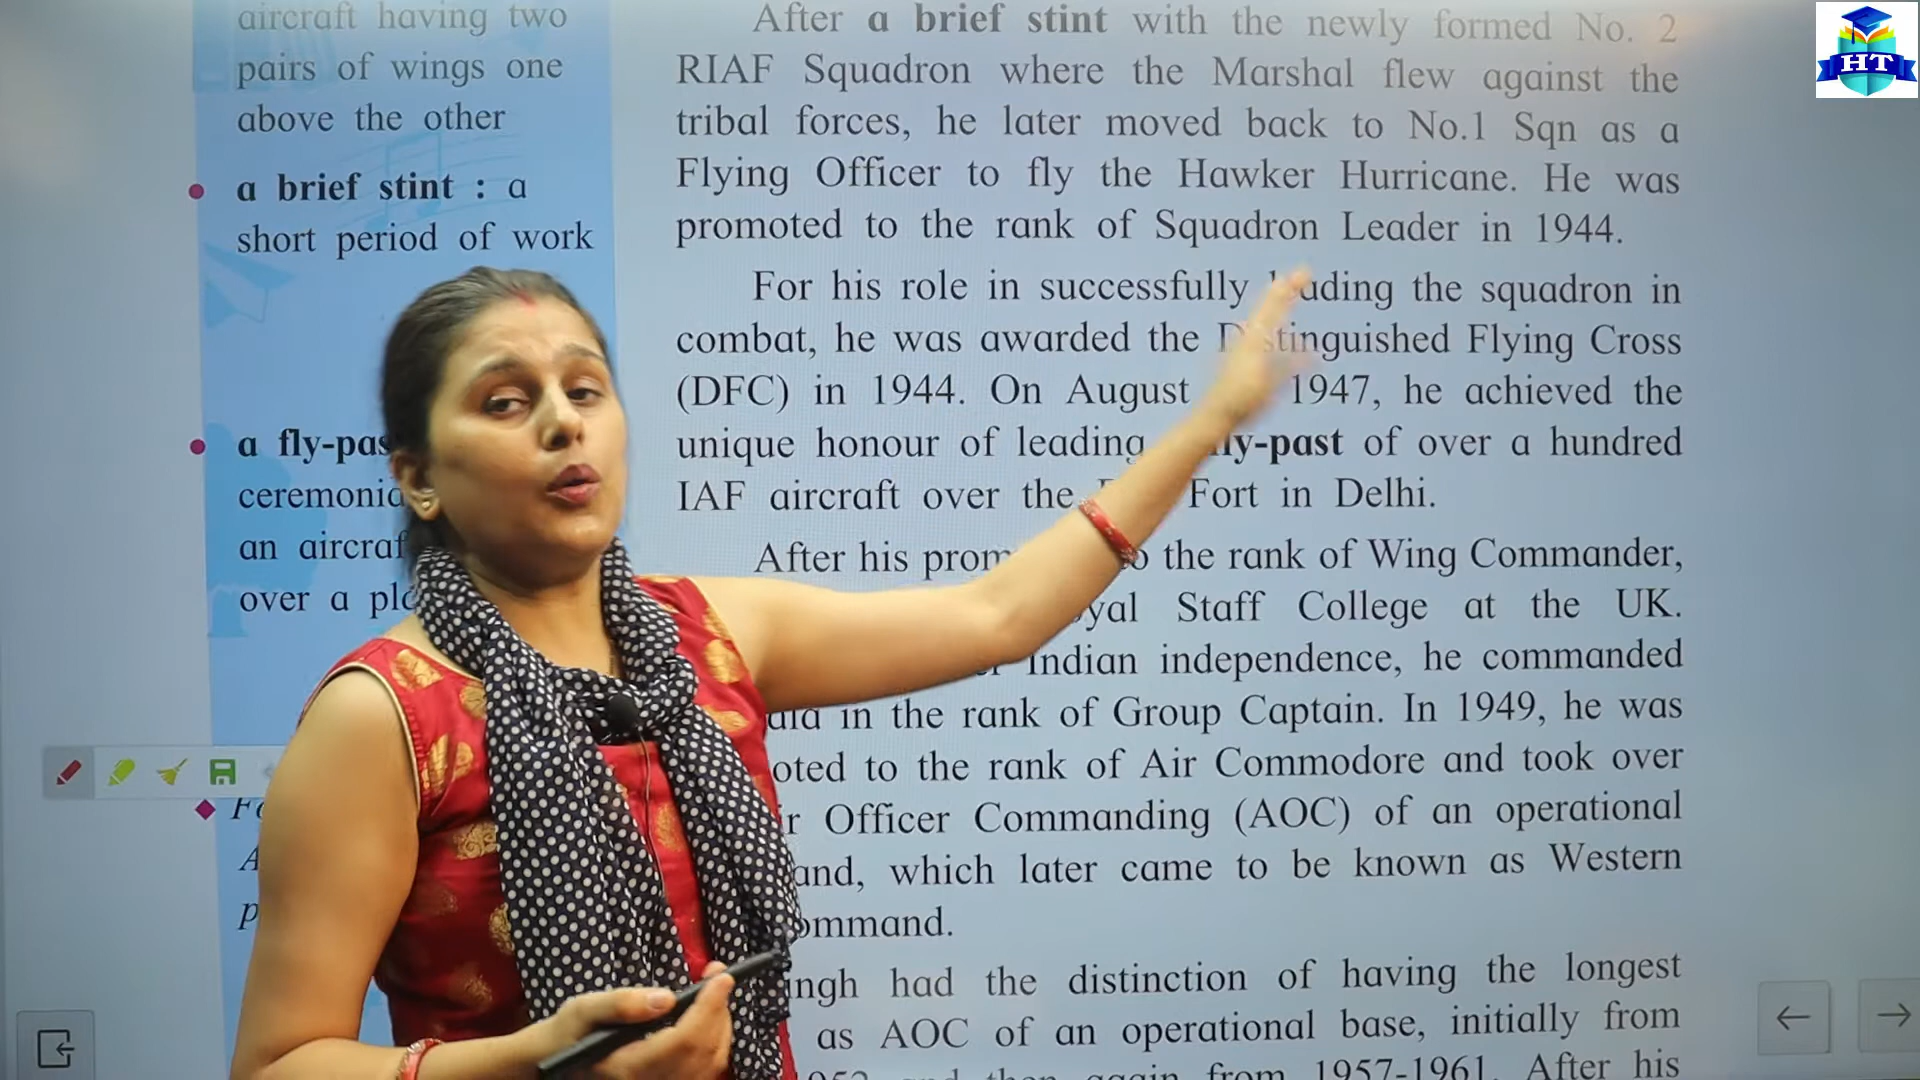 aircraft having two
pairs of wings one
above the other
a brief stint : a
short period of work
a fly-pas
ceremonia
an aircraf
over a pla
After a brief stint with the newly formed No. 2
RIAF Squadron where the Marshal flew against the
tribal forces, he later moved back to No.1 Sqn as a
Flying Officer to fly the Hawker Hurricane. He was
promoted to the rank of Squadron Leader in 1944.
For his role in successfully ading the squadron in
combat, he was awarded the D tinguished Flying Cross
(DFC) in 1944. On August 1947, he achieved the
unique honour of leading ly-past of over a hundred
IAF aircraft over the Fort in Delhi.
After his prom o the rank of Wing Commander,
yal Staff College at the UK.
Indian independence, he commanded
in the rank of Group Captain. In 1949, he was
oted to the rank of Air Commodore and took over
r Officer Commanding (AOC) of an operational
and, which later came to be known as Western
ommand.
ingh had the distinction of having the longest
as AOC of an operational base, initially from
and then again from 1957-1961. After his
HT